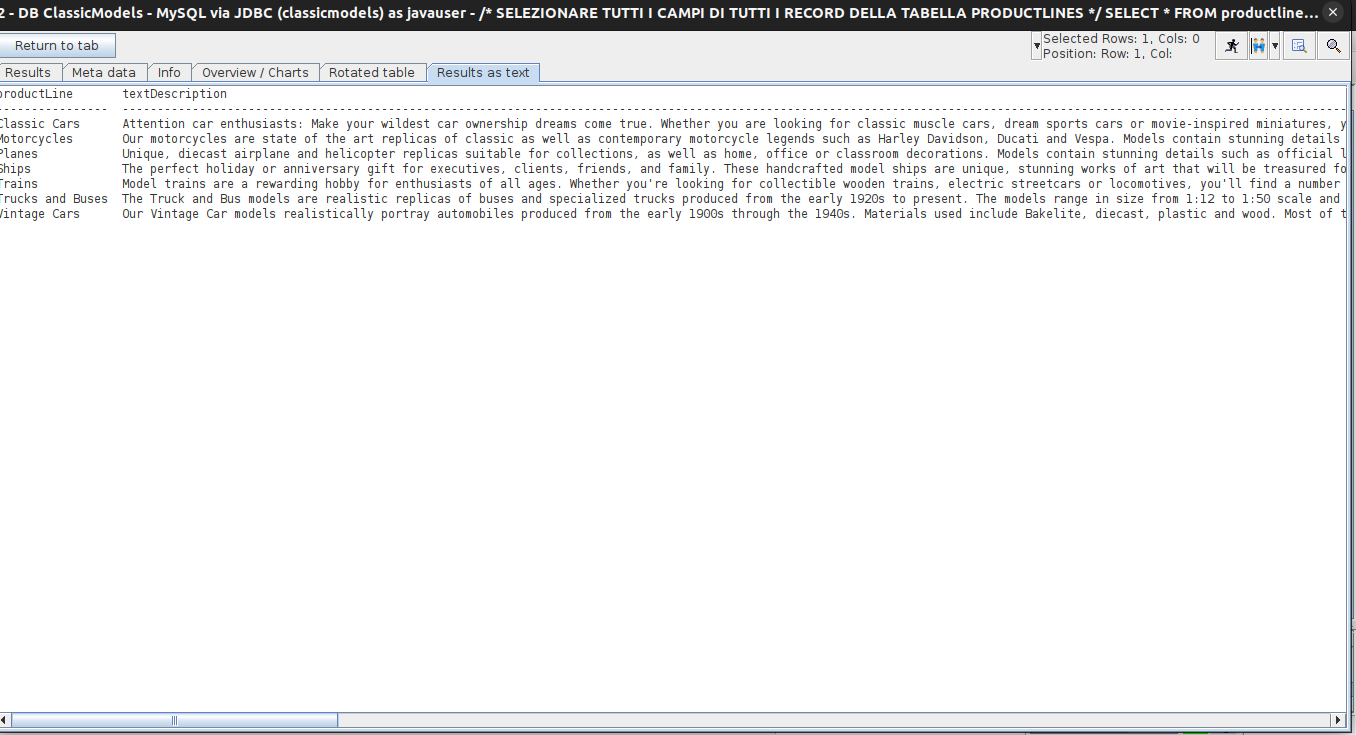 2 - DB ClassicModels - MySQL via JDBC (classicmodels) as javauser - /* SELEZIONARE TUTTI I CAMPI DI TUTTI I RECORD DELLA TABELLA PRODUCTLINES */ SELECT * FROM productline...
Return to tab
Selected Rows: 1, Cols: 0
Position: Row: 1, Col:
Results Meta data Info Overview / Charts Rotated table Results as text
productLine textDescription
Classic Cars Attention car enthusiasts: Make your wildest car ownership dreams come true. Whether you are looking for classic muscle cars, dream sports cars or movie-inspired miniatures, y
Motorcycles Our motorcycles are state of the art replicas of classic as well as contemporary motorcycle legends such as Harley Davidson, Ducati and Vespa. Models contain stunning details
Planes Unique, diecast airplane and helicopter replicas suitable for collections, as well as home, office or classroom decorations. Models contain stunning details such as official l
Ships The perfect holiday or anniversary gift for executives, clients, friends, and family. These handcrafted model ships are unique, stunning works of art that will be treasured fo
Trains Model trains are a rewarding hobby for enthusiasts of all ages. Whether you're looking for collectible wooden trains, electric streetcars or locomotives, you'll find a number
Trucks and Buses The Truck and Bus models are realistic replicas of buses and specialized trucks produced from the early 1920s to present. The models range in size from 1:12 to 1:50 scale and
Vintage Cars Our Vintage Car models realistically portray automobiles produced from the early 1900s through the 1940s. Materials used include Bakelite, diecast, plastic and wood. Most of t